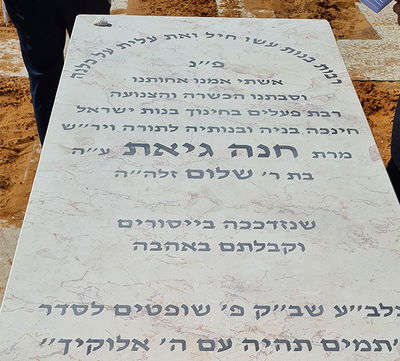 רבות בנות עשו חיל ואת עלית על כלנה
פ״נ
אשתי אמנו אחותנו
וסבתנו הכשרה והצנועה
רבת פעלים בחינוך בנות ישראל
חינכה בניה ובנותיה לתורה ויר״ש
מרת חנה גיאת ע״ה
בת ר׳ שלום זלה״ה
שנזדככה בייסורים
וקבלתם באהבה
נלב״ע שב״ק פ׳ שופטים לסדר
״תמים תהיה עם ה׳ אלוקיך״